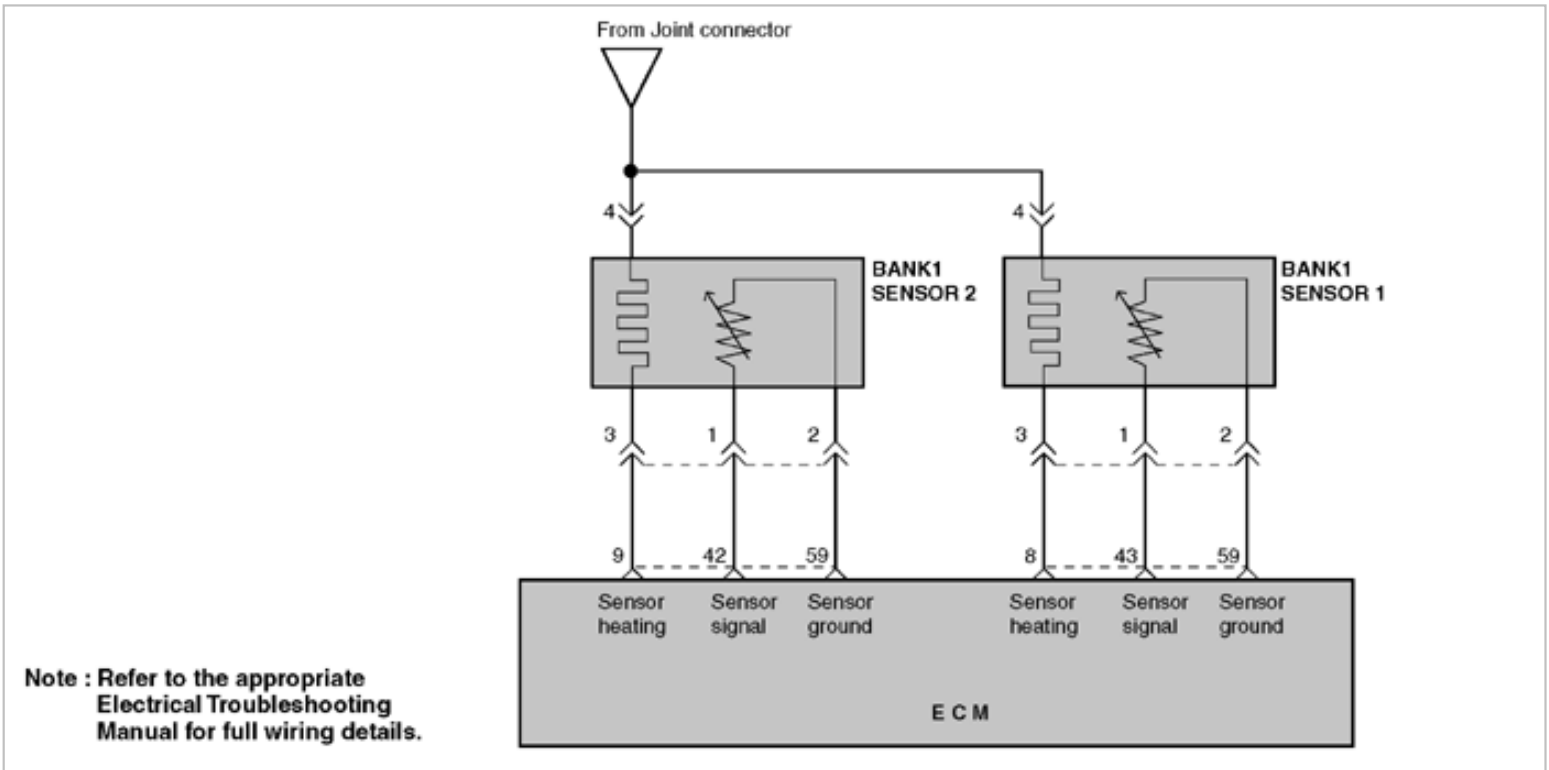 From Joint connector
4
4
BANK1
SENSOR 2
BANK1
SENSOR 1
3 1 2 3 1 2
9 42 59 8 43 59
Sensor heating
Sensor signal
Sensor ground
Sensor heating
Sensor signal
Sensor ground
Note : Refer to the appropriate
Electrical Troubleshooting
Manual for full wiring details.
E C M